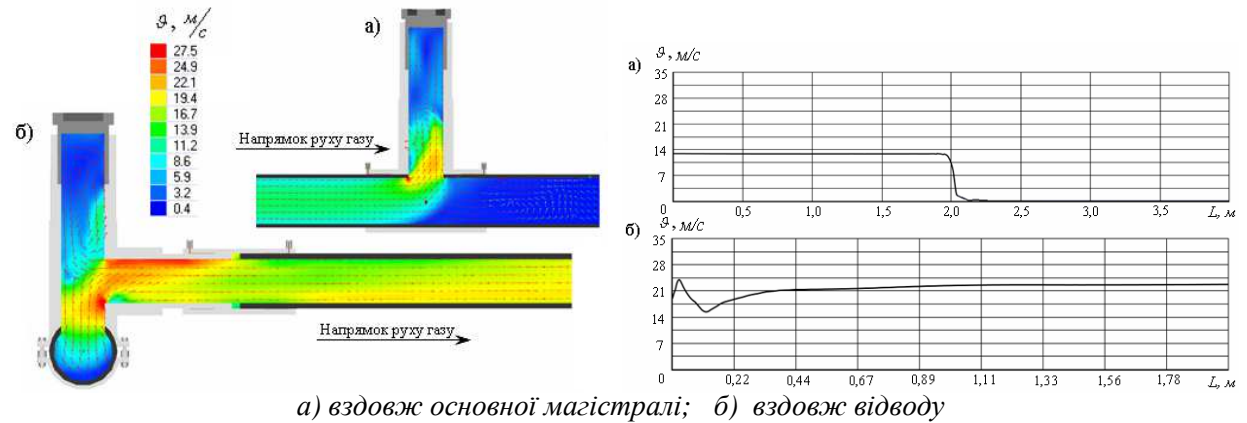 ϑ, м/с
27.5
24.9
22.1
19.4
16.7
13.9
11.2
8.6
5.9
3.2
0.4
а)
Напрямок руху газу
б)
Напрямок руху газу
а) ϑ, м/с
35
28
21
14
7
0 0,5 1,0 1,5 2,0 2,5 3,0 3,5 L, м
б) ϑ, м/с
35
28
21
14
7
0 0,22 0,44 0,67 0,89 1,11 1,33 1,56 1,78 L, м
а) вздовж основної магістралі; б) вздовж відводу